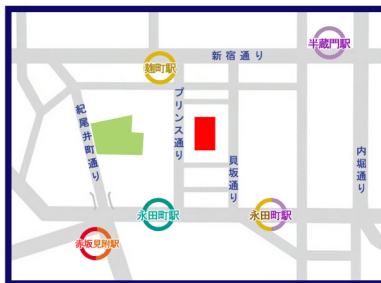 半蔵門駅
新宿通り
麹町駅
プリンス通り
紀尾井町通り
貝坂通り
内堀通り
永田町駅
永田町駅
赤坂見附駅